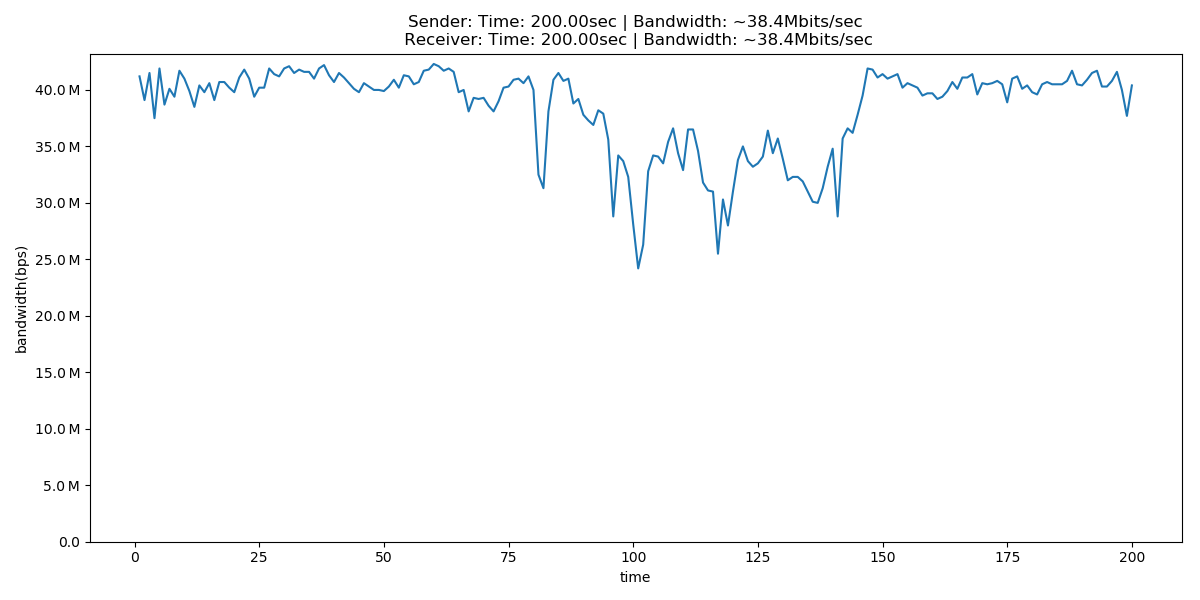 Sender: Time: 200.00sec | Bandwidth: ~38.4Mbits/sec
Receiver: Time: 200.00sec | Bandwidth: ~38.4Mbits/sec
bandwidth(bps)
40.0 M
35.0 M
30.0 M
25.0 M
20.0 M
15.0 M
10.0 M
5.0 M
0.0
0 25 50 75 100 125 150 175 200
time